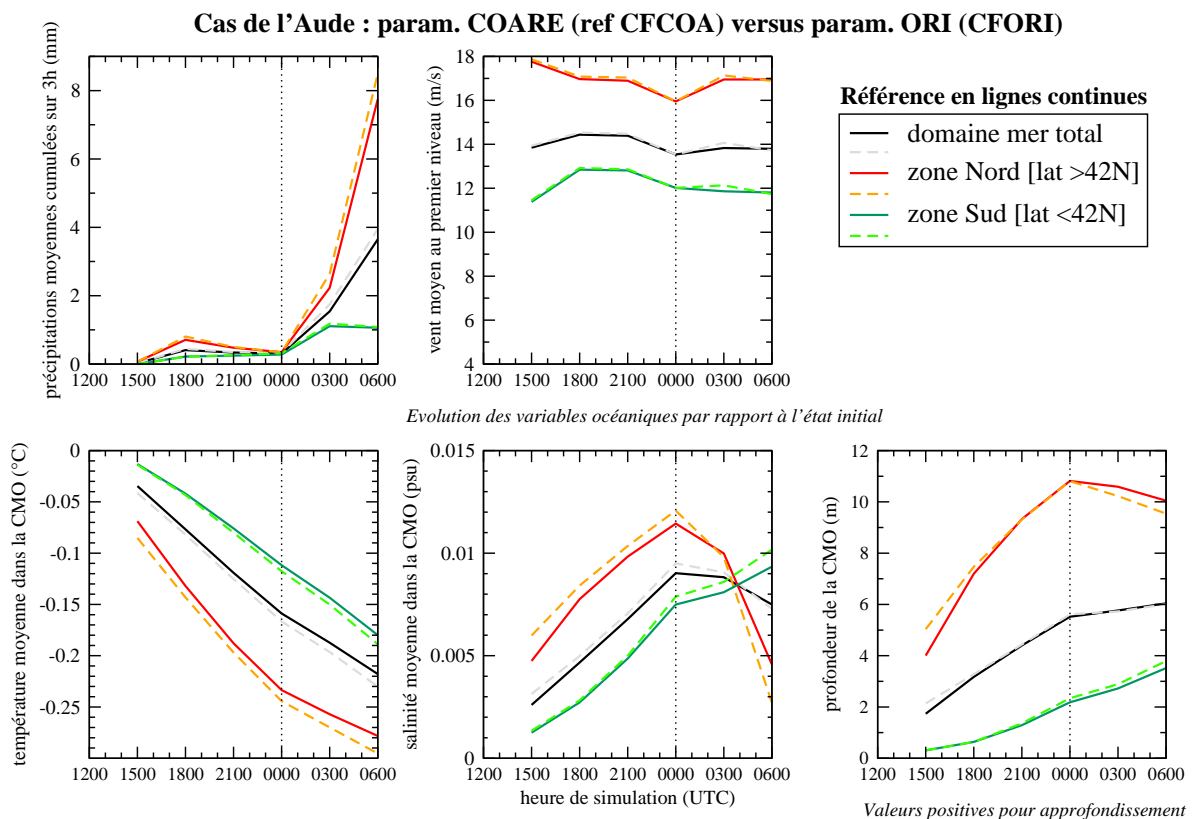 Cas de l'Aude : param. COARE (ref CFCOA) versus param. ORI (CFORI)
précipitations moyennes cumulées sur 3h (mm)
8
6
4
2
0
1200 1500 1800 2100 0000 0300 0600
vent moyen au premier niveau (m/s)
18
16
14
12
10
8
6
4
1200 1500 1800 2100 0000 0300 0600
Référence en lignes continues
domaine mer total
zone Nord [lat >42N]
zone Sud [lat <42N]
Evolution des variables océaniques par rapport à l'état initial
température moyenne dans la CMO (°C)
0
-0.05
-0.1
-0.15
-0.2
-0.25
1200 1500 1800 2100 0000 0300 0600
salinité moyenne dans la CMO (psu)
0.015
0.01
0.005
0
1200 1500 1800 2100 0000 0300 0600
heure de simulation (UTC)
profondeur de la CMO (m)
12
10
8
6
4
2
0
1200 1500 1800 2100 0000 0300 0600
Valeurs positives pour approfondissement